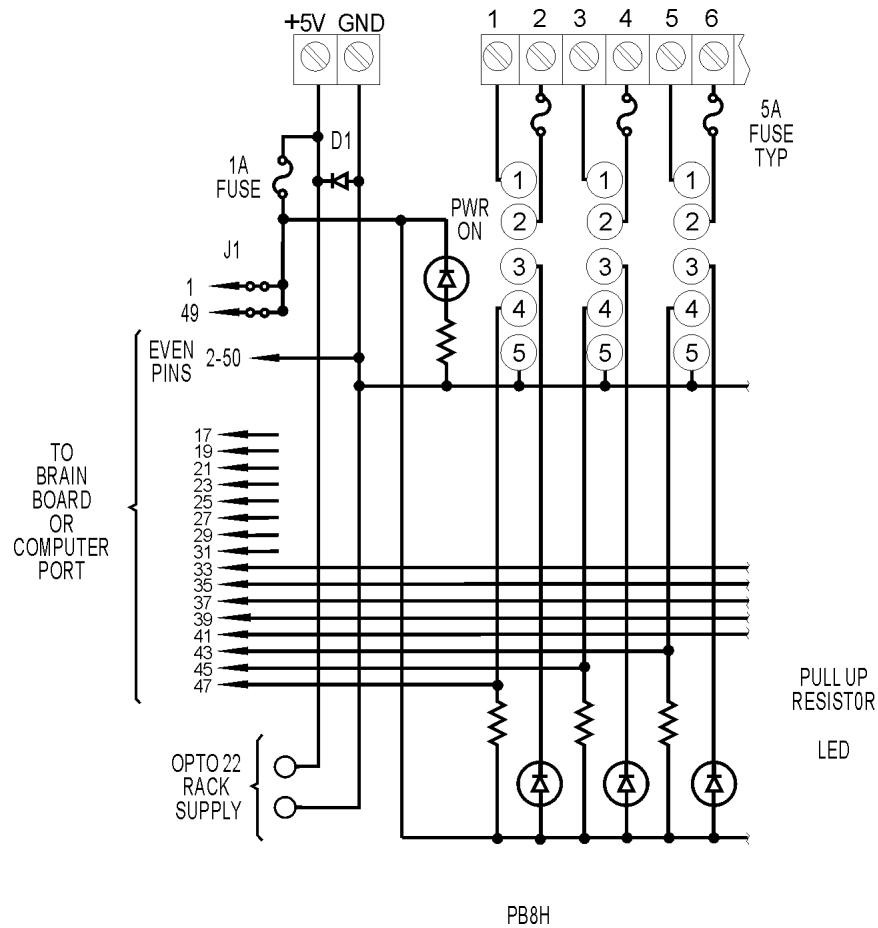 +5V GND
1 2 3 4 5 6
D1
1A
FUSE
5A
FUSE
TYP
PWR
ON
J1
1
49
1 1 1
2 2 2
3 3 3
4 4 4
5 5 5
EVEN
PINS
2-50
17
19
21
23
25
27
29
31
33
35
37
39
41
43
45
47
TO
BRAIN
BOARD
OR
COMPUTER
PORT
PULL UP
RESISTOR
LED
OPTO 22
RACK
SUPPLY
PB8H